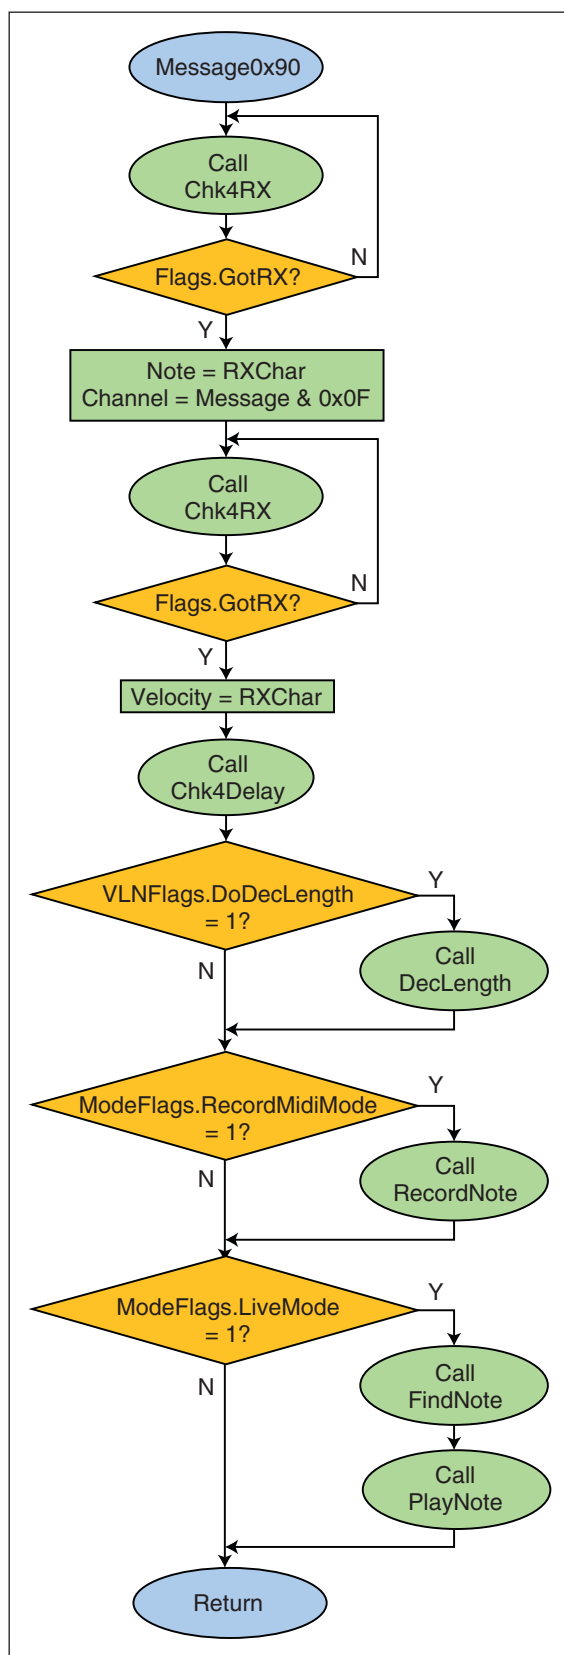 Message0x90
Call
Chk4RX
N
Flags.GotRX?
Y
Note = RXChar
Channel = Message & 0x0F
Call
Chk4RX
N
Flags.GotRX?
Y
Velocity = RXChar
Call
Chk4Delay
Y
VLNFlags.DoDecLength
= 1?
Call
DecLength
N
Y
ModeFlags.RecordMidiMode
= 1?
Call
RecordNote
N
Y
ModeFlags.LiveMode
= 1?
Call
FindNote
N
Call
PlayNote
Return